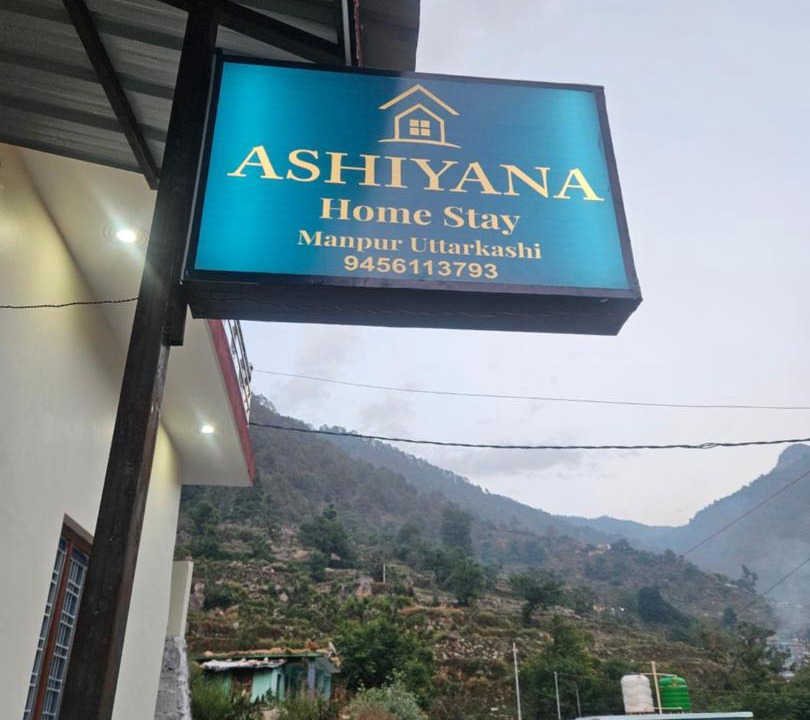 ASHIYANA
Home Stay
Manpur Uttarkashi
9456113793